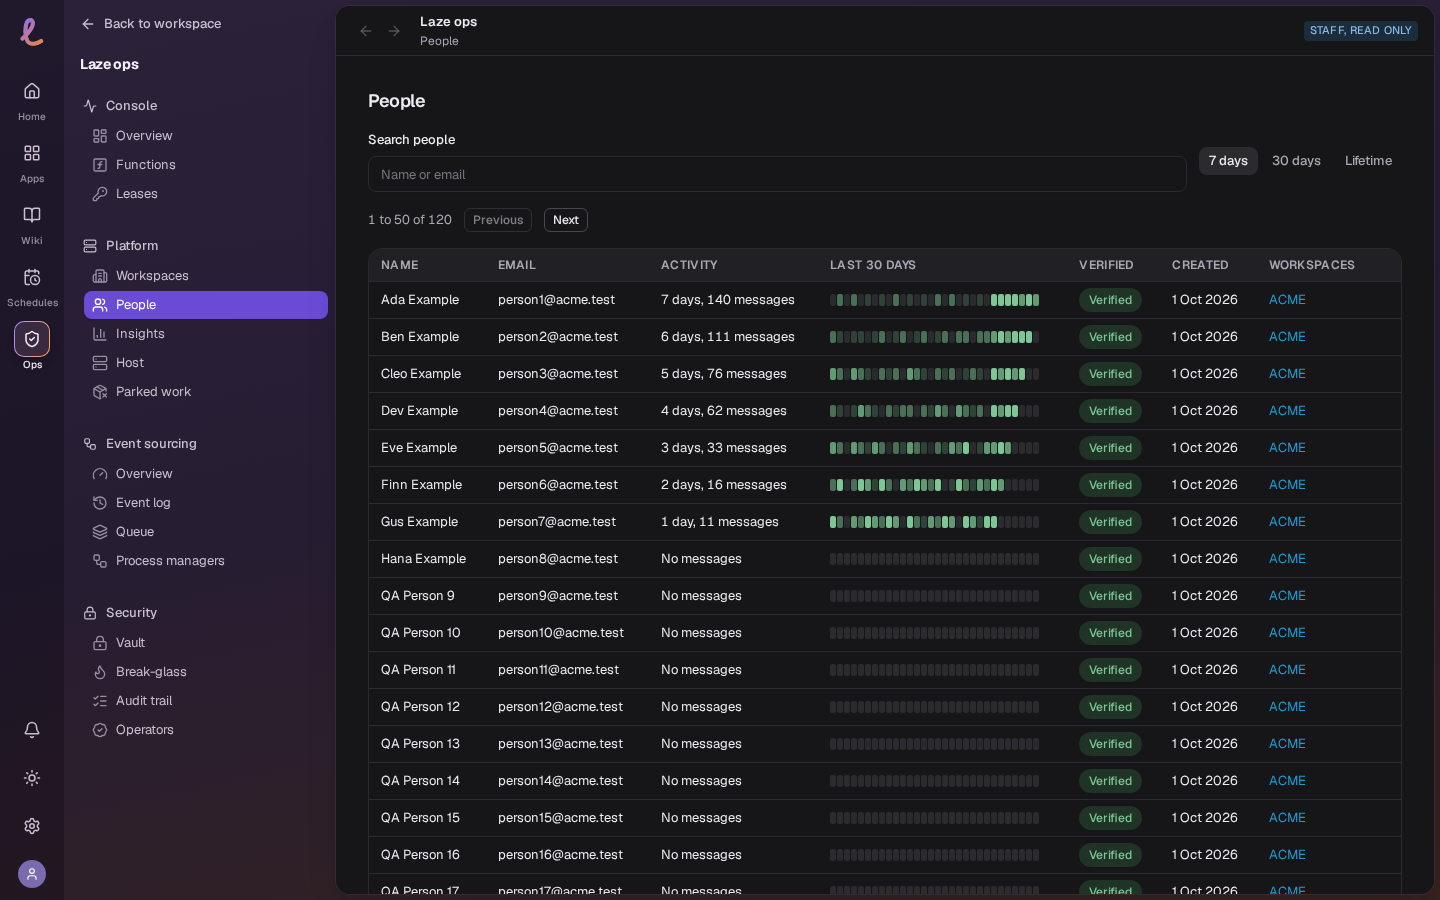 Back to workspace
Laze ops
Console
Overview
Functions
Leases
Platform
Workspaces
People
Insights
Host
Parked work
Event sourcing
Overview
Event log
Queue
Process managers
Security
Vault
Break-glass
Audit trail
Operators
Home
Apps
Wiki
Schedules
Ops
Laze ops
People
STAFF, READ ONLY
People
Search people
Name or email
7 days 30 days Lifetime
1 to 50 of 120 Previous Next
NAME EMAIL ACTIVITY LAST 30 DAYS VERIFIED CREATED WORKSPACES
Ada Example person1@acme.test 7 days, 140 messages Verified 1 Oct 2026 ACME
Ben Example person2@acme.test 6 days, 111 messages Verified 1 Oct 2026 ACME
Cleo Example person3@acme.test 5 days, 76 messages Verified 1 Oct 2026 ACME
Dev Example person4@acme.test 4 days, 62 messages Verified 1 Oct 2026 ACME
Eve Example person5@acme.test 3 days, 33 messages Verified 1 Oct 2026 ACME
Finn Example person6@acme.test 2 days, 16 messages Verified 1 Oct 2026 ACME
Gus Example person7@acme.test 1 day, 11 messages Verified 1 Oct 2026 ACME
Hana Example person8@acme.test No messages Verified 1 Oct 2026 ACME
QA Person 9 person9@acme.test No messages Verified 1 Oct 2026 ACME
QA Person 10 person10@acme.test No messages Verified 1 Oct 2026 ACME
QA Person 11 person11@acme.test No messages Verified 1 Oct 2026 ACME
QA Person 12 person12@acme.test No messages Verified 1 Oct 2026 ACME
QA Person 13 person13@acme.test No messages Verified 1 Oct 2026 ACME
QA Person 14 person14@acme.test No messages Verified 1 Oct 2026 ACME
QA Person 15 person15@acme.test No messages Verified 1 Oct 2026 ACME
QA Person 16 person16@acme.test No messages Verified 1 Oct 2026 ACME
QA Person 17 person17@acme.test No messages Verified 1 Oct 2026 ACME